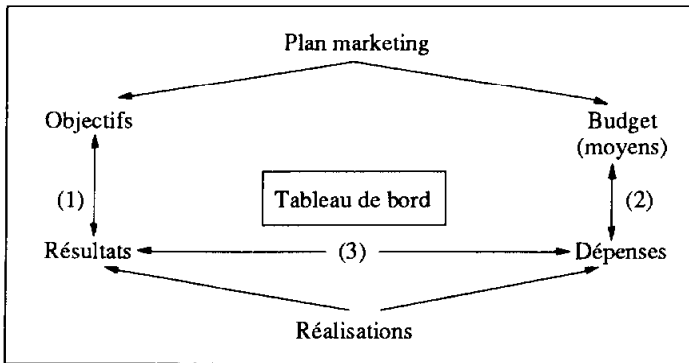 Plan marketing
Objectifs
Budget
(moyens)
(1)
Tableau de bord
(2)
Résultats
(3)
Dépenses
Réalisations